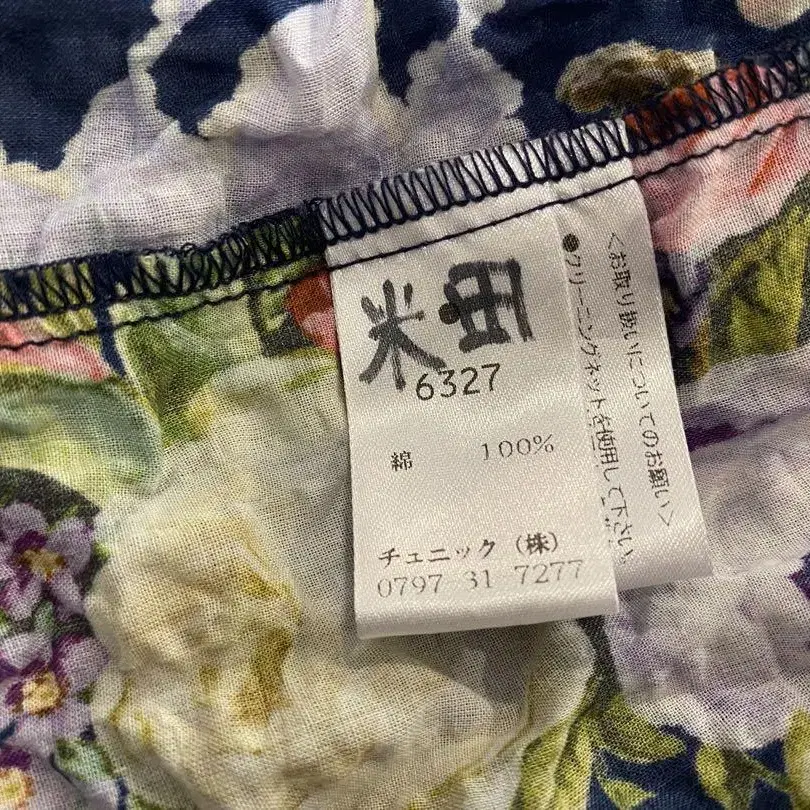 米田
6327
綿 100%
チュニック（株）
0797 31 7277
＜お取り扱いについてのお願い＞
●クリーニングネットを使用して下さい。